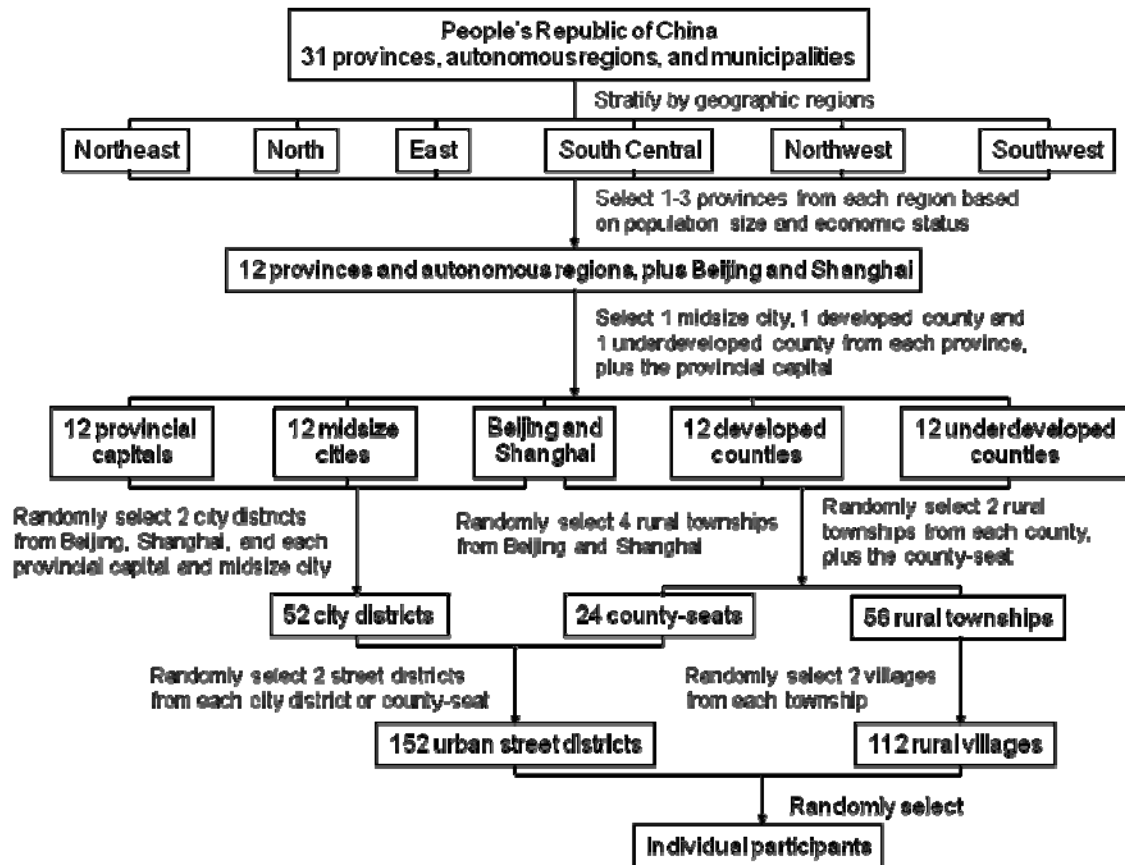 People's Republic of China
31 provinces, autonomous regions, and municipalities
Stratify by geographic regions
Northeast
North
East
South Central
Northwest
Southwest
Select 1-3 provinces from each region based
on population size and economic status
12 provinces and autonomous regions, plus Beijing and Shanghai
Select 1 midsize city, 1 developed county and
1 underdeveloped county from each province,
plus the provincial capital
12 provincial
capitals
12 midsize
cities
Beijing and
Shanghai
12 developed
counties
12 underdeveloped
counties
Randomly select 2 city districts
from Beijing, Shanghai, and each
provincial capital and midsize city
Randomly select 4 rural townships
from Beijing and Shanghai
Randomly select 2 rural
townships from each county,
plus the county-seat
52 city districts
24 county-seats
56 rural townships
Randomly select 2 street districts
from each city district or county-seat
Randomly select 2 villages
from each township
152 urban street districts
112 rural villages
Randomly select
Individual participants